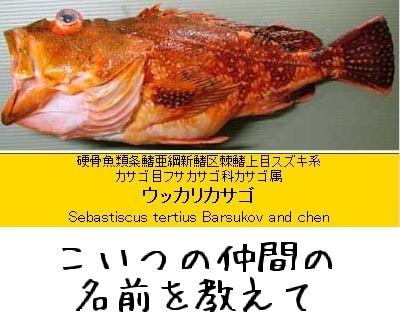 硬骨魚類条鰭亜綱新鰭区棘鰭上目スズキ系
カサゴ目フサカサゴ科カサゴ属
ウッカリカサゴ
Sebastiscus tertius Barsukov and chen
こいつの仲間の
名前を教えて